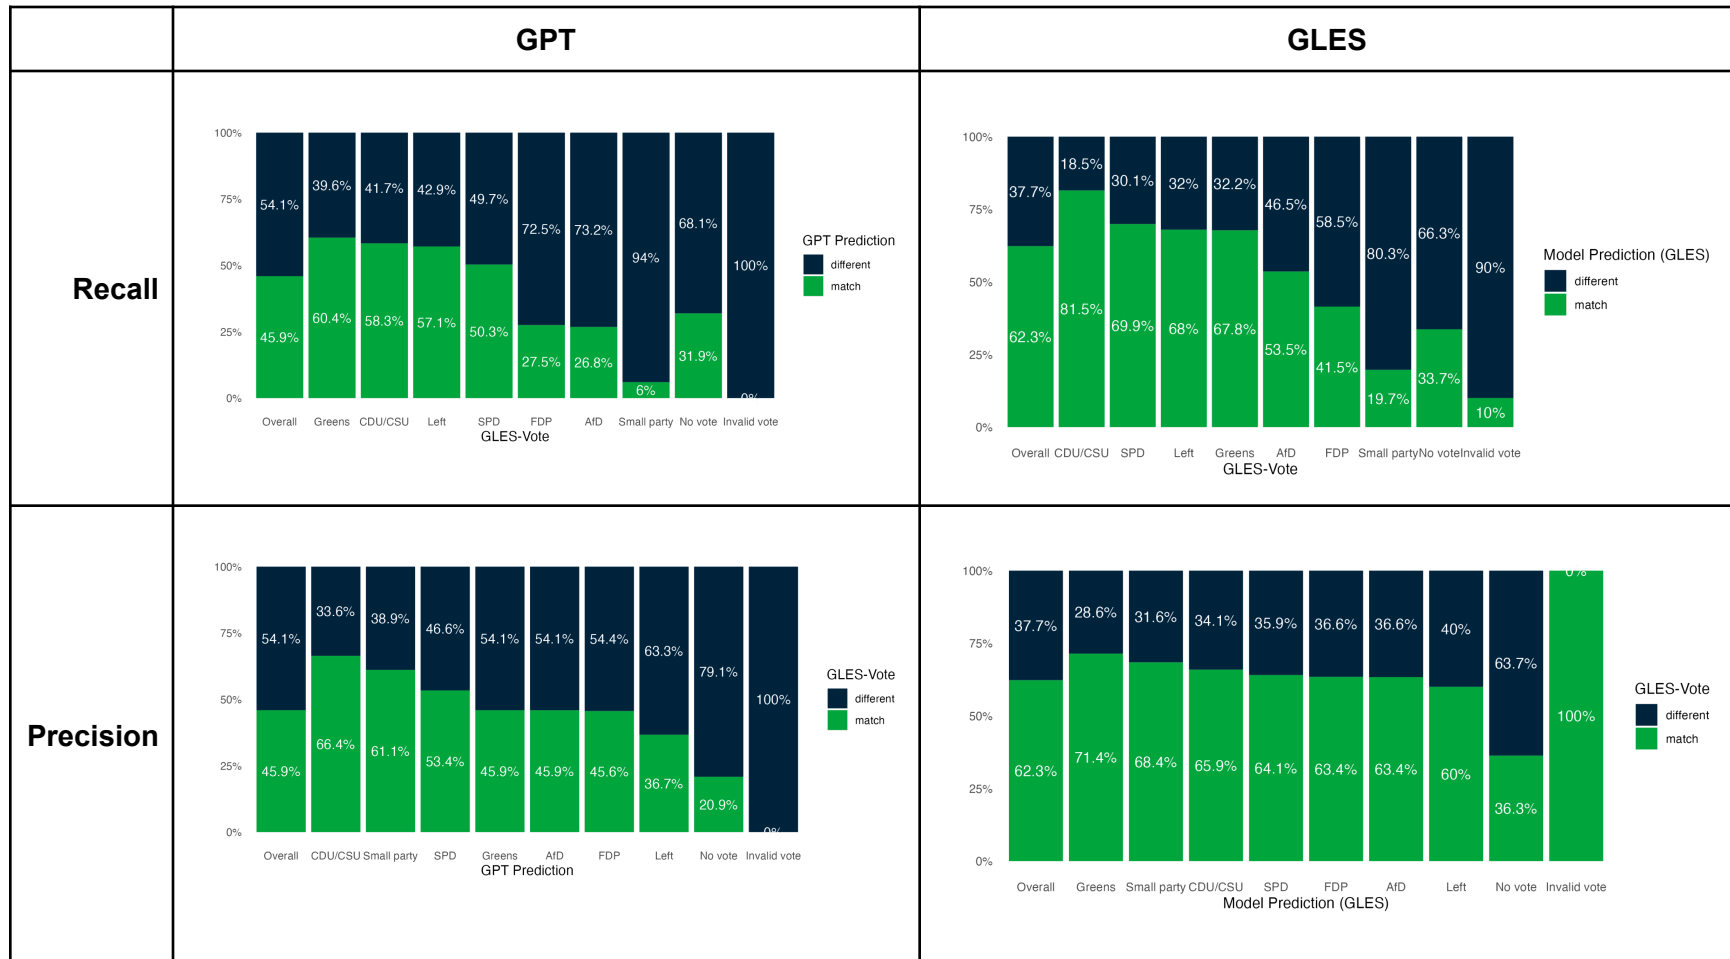 GPT GLES
Recall
100%
75%
50%
25%
0%
54.1% 39.6% 41.7% 42.9% 49.7% 72.5% 73.2% 94% 68.1% 100%
45.9% 60.4% 58.3% 57.1% 50.3% 27.5% 26.8% 6% 31.9% 0%
Overall Greens CDU/CSU Left SPD FDP AfD Small party No vote Invalid vote
GLES-Vote
GPT Prediction
different
match
100%
75%
50%
25%
0%
37.7% 18.5% 30.1% 32% 32.2% 46.5% 58.5% 80.3% 66.3% 90%
62.3% 81.5% 69.9% 68% 67.8% 53.5% 41.5% 19.7% 33.7% 10%
Overall CDU/CSU SPD Left Greens AfD FDP Small party No vote Invalid vote
GLES-Vote
Model Prediction (GLES)
different
match
Precision
100%
75%
50%
25%
0%
54.1% 33.6% 38.9% 46.6% 54.1% 54.1% 54.4% 63.3% 79.1% 100%
45.9% 66.4% 61.1% 53.4% 45.9% 45.9% 45.6% 36.7% 20.9% 0%
Overall CDU/CSU Small party SPD Greens AfD FDP Left No vote Invalid vote
GPT Prediction
GLES-Vote
different
match
100%
75%
50%
25%
0%
37.7% 28.6% 31.6% 34.1% 35.9% 36.6% 36.6% 40% 63.7% 0%
62.3% 71.4% 68.4% 65.9% 64.1% 63.4% 63.4% 60% 36.3% 100%
Overall Greens Small party CDU/CSU SPD FDP AfD Left No vote Invalid vote
Model Prediction (GLES)
GLES-Vote
different
match